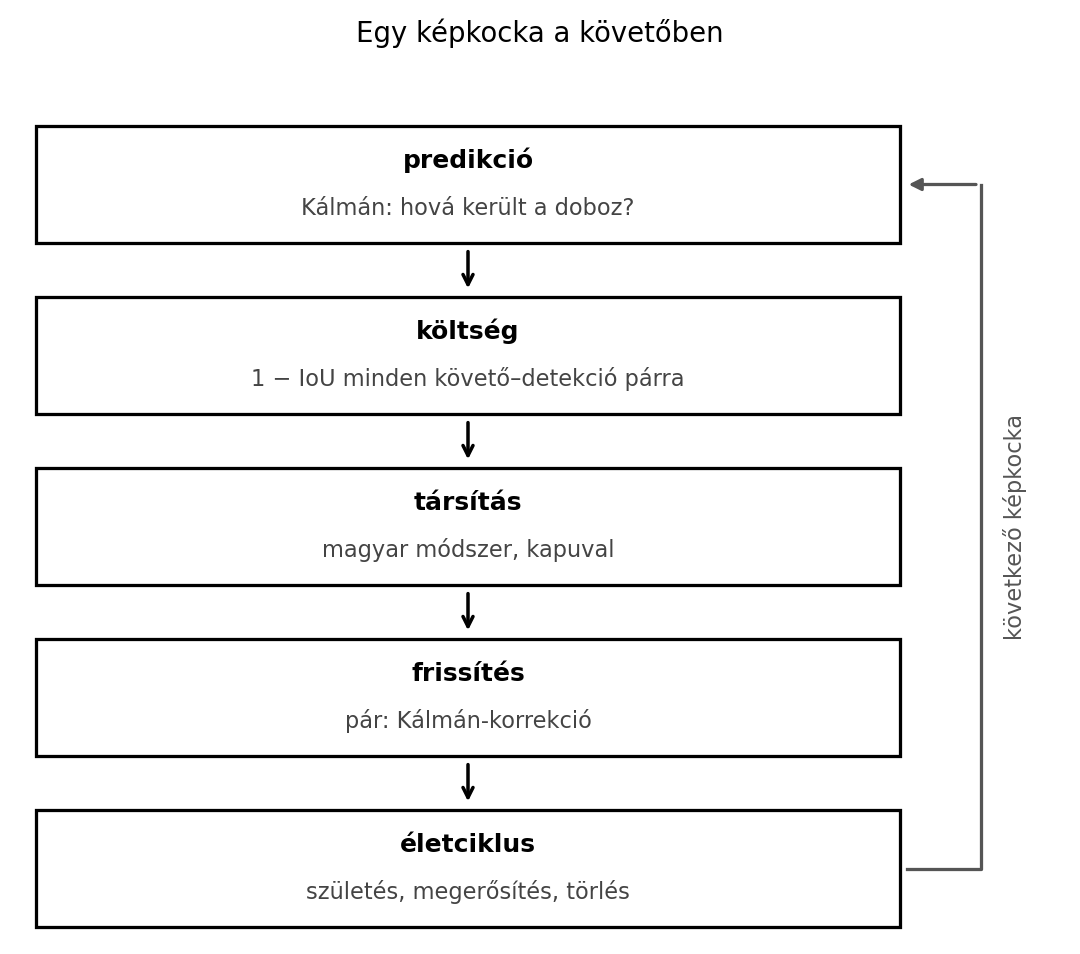 Egy képkocka a követőben
predikció
Kálmán: hová került a doboz?
költség
1 − IoU minden követő–detekció párra
társítás
magyar módszer, kapuval
frissítés
pár: Kálmán-korrekció
életciklus
születés, megerősítés, törlés
következő képkocka